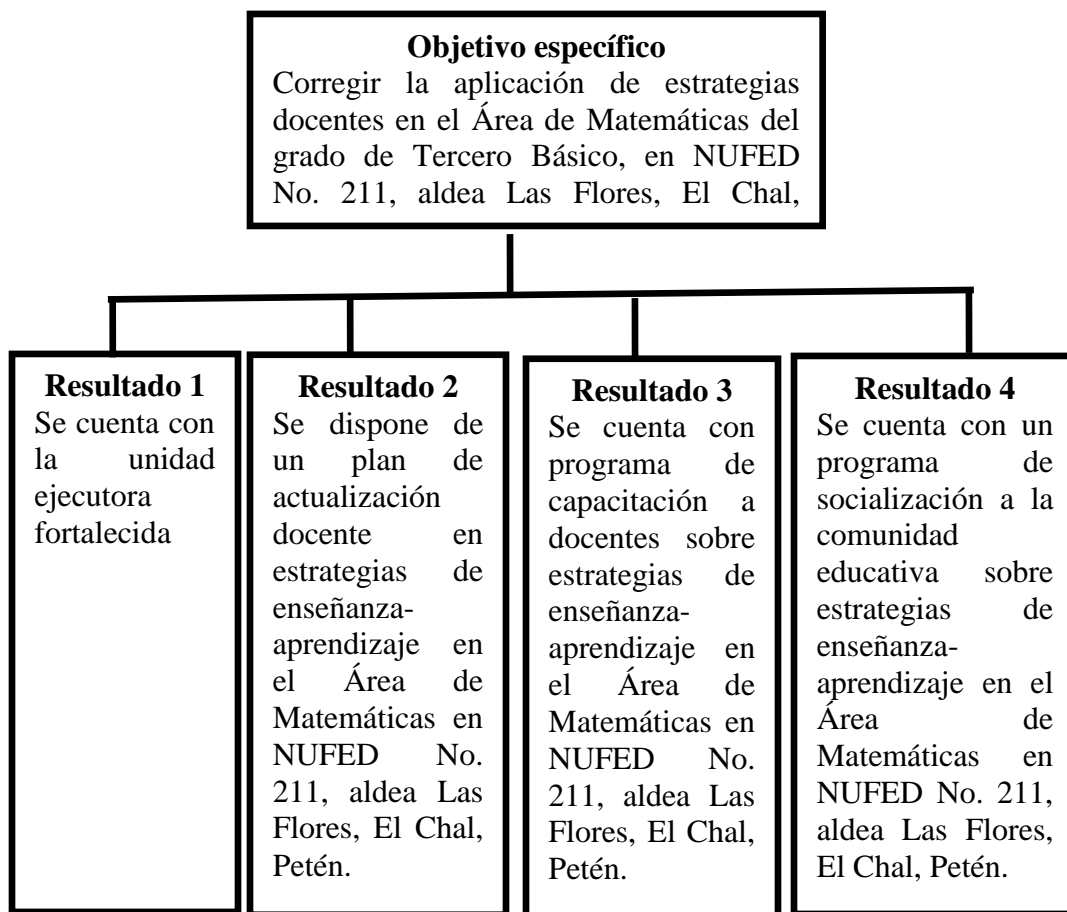 Objetivo específico
Corregir la aplicación de estrategias
docentes en el Área de Matemáticas del
grado de Tercero Básico, en NUFED
No. 211, aldea Las Flores, El Chal,
Resultado 1
Se cuenta con
la unidad
ejecutora
fortalecida
Resultado 2
Se dispone de
un plan de
actualización
docente en
estrategias de
enseñanza-
aprendizaje en
el Área de
Matemáticas en
NUFED No.
211, aldea Las
Flores, El Chal,
Petén.
Resultado 3
Se cuenta con
programa de
capacitación a
docentes sobre
estrategias de
enseñanza-
aprendizaje en
el Área de
Matemáticas en
NUFED No.
211, aldea Las
Flores, El Chal,
Petén.
Resultado 4
Se cuenta con un
programa de
socialización a la
comunidad
educativa sobre
estrategias de
enseñanza-
aprendizaje en el
Área de
Matemáticas en
NUFED No. 211,
aldea Las Flores,
El Chal, Petén.